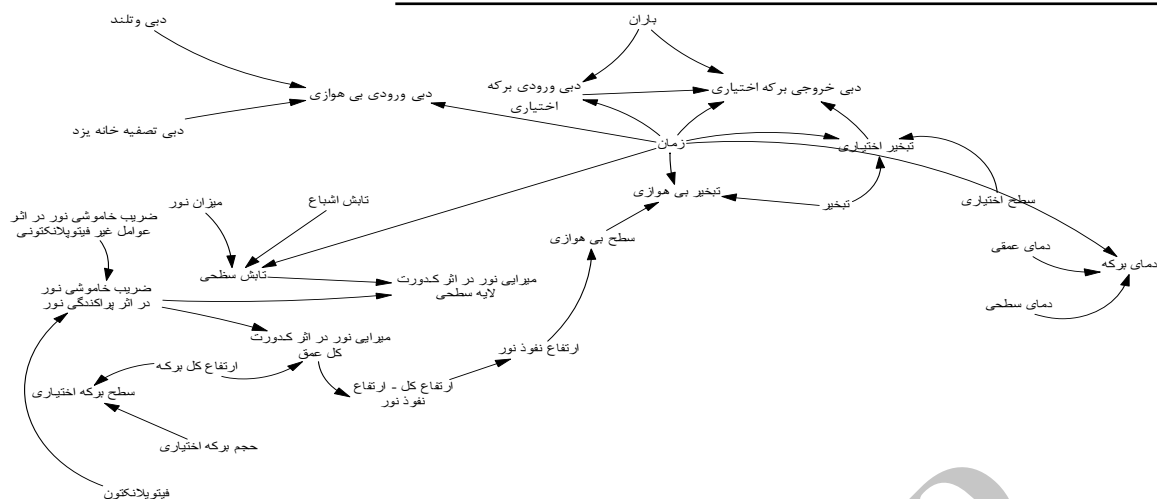 باران
دبی وتلند
دبی ورودی برکه
اختیاری
دبی خروجی برکه اختیاری
دبی ورودی بی هوازی
دبی تصفیه خانه یزد
زمان
تبخیر اختیاری
تبخیر بی هوازی
تبخیر
سطح اختیاری
تابش اشباع
میزان نور
ضریب خاموشی نور در اثر
عوامل غیر فیتوپلانکتونی
سطح بی هوازی
دمای عمقی
دمای برکه
تابش سطحی
میرایی نور در اثر کدورت
لایه سطحی
ضریب خاموشی نور
در اثر پراکندگی نور
دمای سطحی
میرایی نور در اثر کدورت
کل عمق
ارتفاع نفوذ نور
ارتفاع کل برکه
ارتفاع کل - ارتفاع
نفوذ نور
سطح برکه اختیاری
حجم برکه اختیاری
فیتوپلانکتون